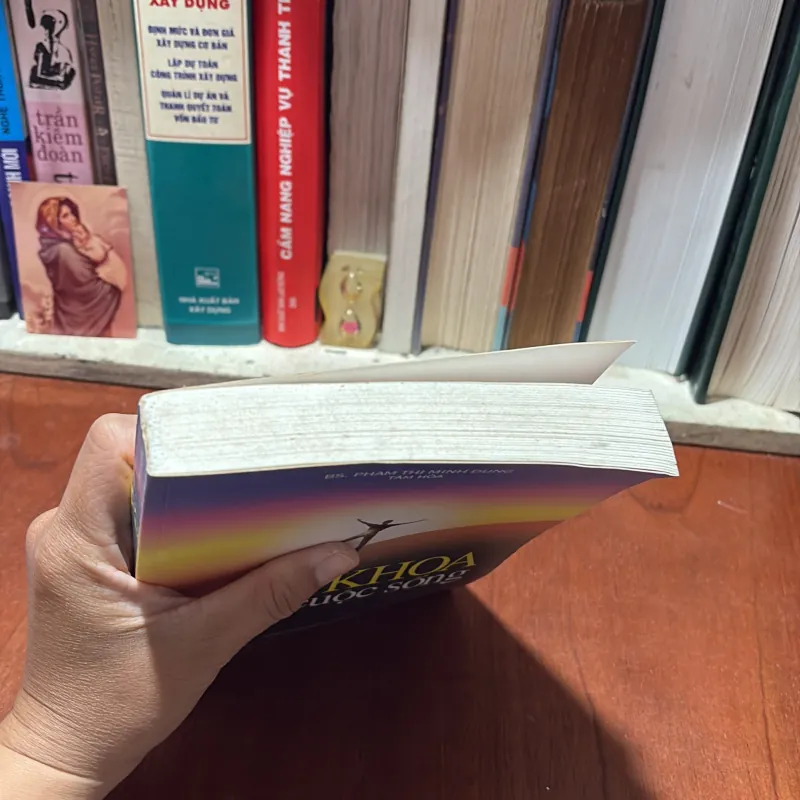 XÂY DỰNG
ĐỊNH MỨC VÀ ĐƠN GIÁ
XÂY DỰNG CƠ BẢN
LẬP DỰ TOÁN
CÔNG TRÌNH XÂY DỰNG
QUẢN LÍ DỰ ÁN VÀ
THANH QUYẾT TOÁN
VỐN ĐẦU TƯ
NHÀ XUẤT BẢN
XÂY DỰNG
CẨM NANG NGHIỆP VỤ THANH
trần
kiêm
đoàn
MỚI
BS. PHẠM THỊ MINH DUNG
TÂM HÒA
KHOA
cuộc sống